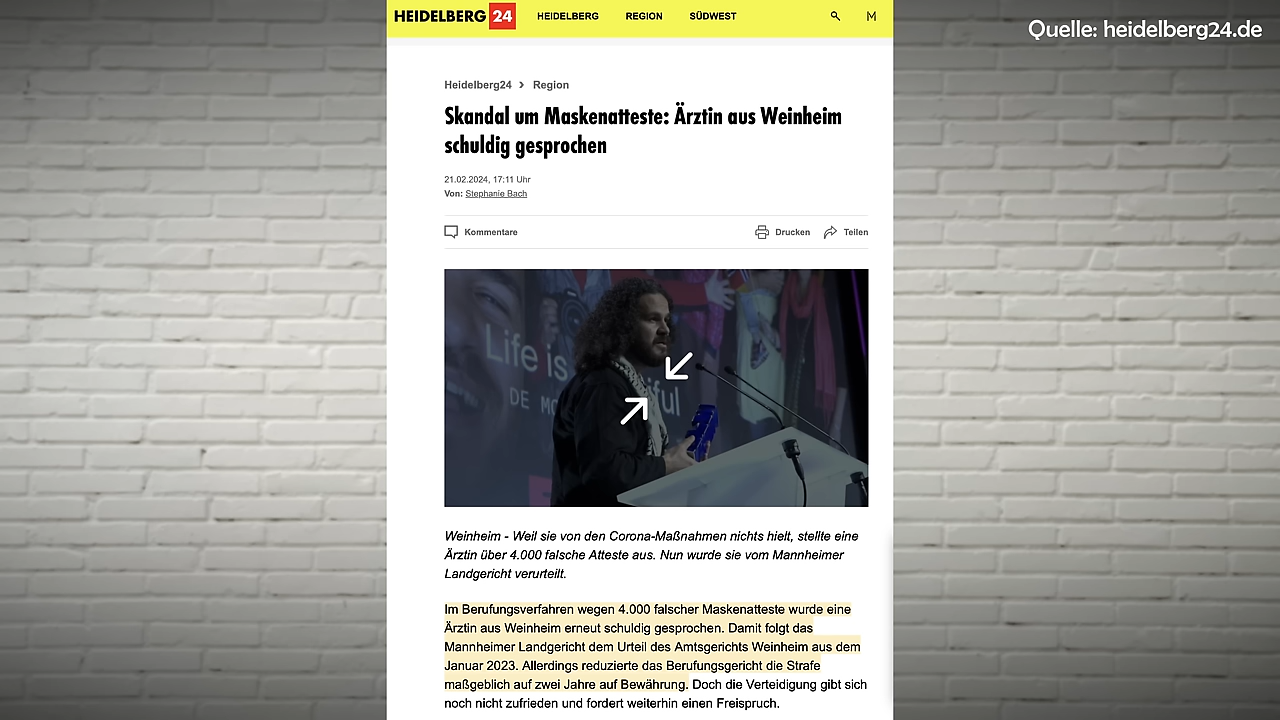 HEIDELBERG 24 HEIDELBERG REGION SÜDWEST M
Quelle: heidelberg24.de
Heidelberg24 › Region
Skandal um Maskenatteste: Ärztin aus Weinheim
schuldig gesprochen
21.02.2024, 17:11 Uhr
Von: Stephanie Bach
Kommentare Drucken Teilen
Life is
iful
DE MO
Weinheim - Weil sie von den Corona-Maßnahmen nichts hielt, stellte eine
Ärztin über 4.000 falsche Atteste aus. Nun wurde sie vom Mannheimer
Landgericht verurteilt.
Im Berufungsverfahren wegen 4.000 falscher Maskenatteste wurde eine
Ärztin aus Weinheim erneut schuldig gesprochen. Damit folgt das
Mannheimer Landgericht dem Urteil des Amtsgerichts Weinheim aus dem
Januar 2023. Allerdings reduzierte das Berufungsgericht die Strafe
maßgeblich auf zwei Jahre auf Bewährung. Doch die Verteidigung gibt sich
noch nicht zufrieden und fordert weiterhin einen Freispruch.